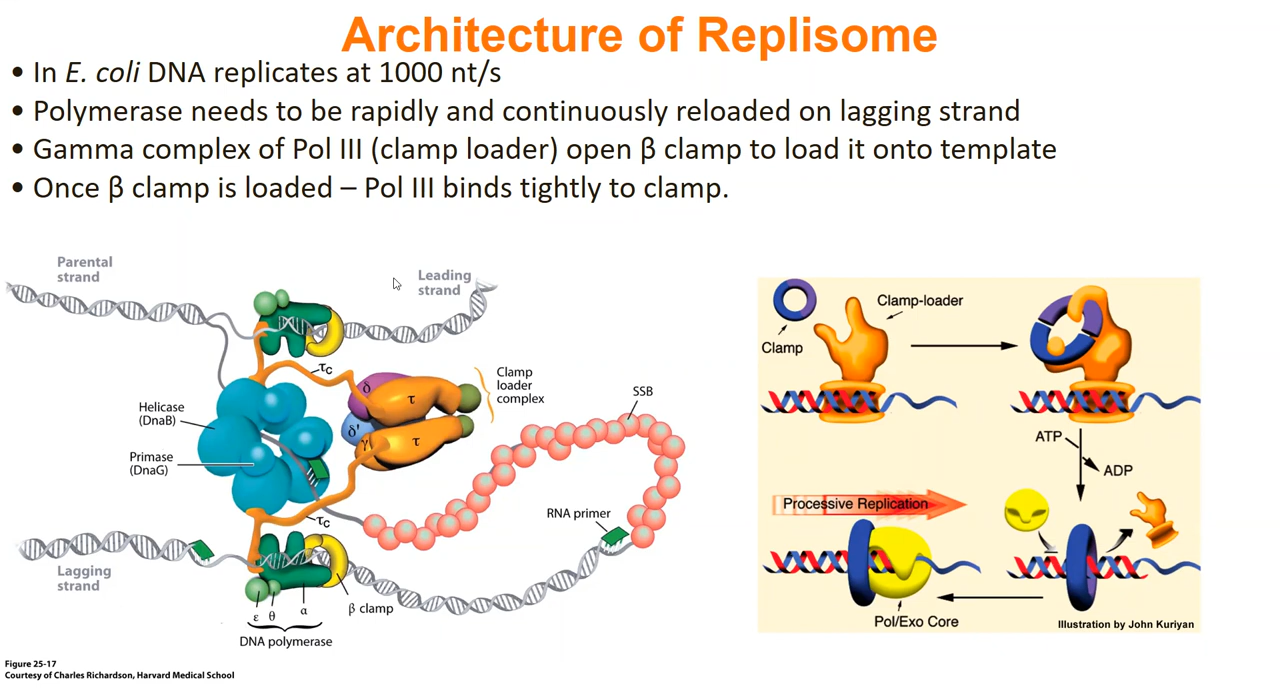 Architecture of Replisome
• In E. coli DNA replicates at 1000 nt/s
• Polymerase needs to be rapidly and continuously reloaded on lagging strand
• Gamma complex of Pol III (clamp loader) open β clamp to load it onto template
• Once β clamp is loaded – Pol III binds tightly to clamp.
Parental
strand
Leading
strand
τc
δ
τ
Clamp
loader
complex
Helicase
(DnaB)
δ'
γ
τ
SSB
Primase
(DnaG)
τc
RNA primer
Lagging
strand
β clamp
ε θ α
DNA polymerase
Figure 25-17
Courtesy of Charles Richardson, Harvard Medical School
Clamp-loader
Clamp
ATP
ADP
Processive Replication
Pol/Exo Core
Illustration by John Kuriyan